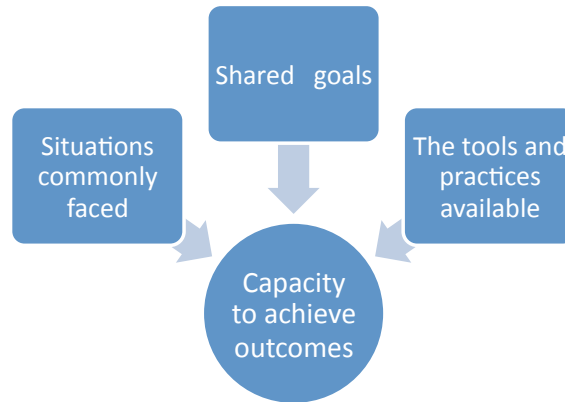 Shared goals
Situations
commonly
faced
The tools and
practices
available
Capacity
to achieve
outcomes